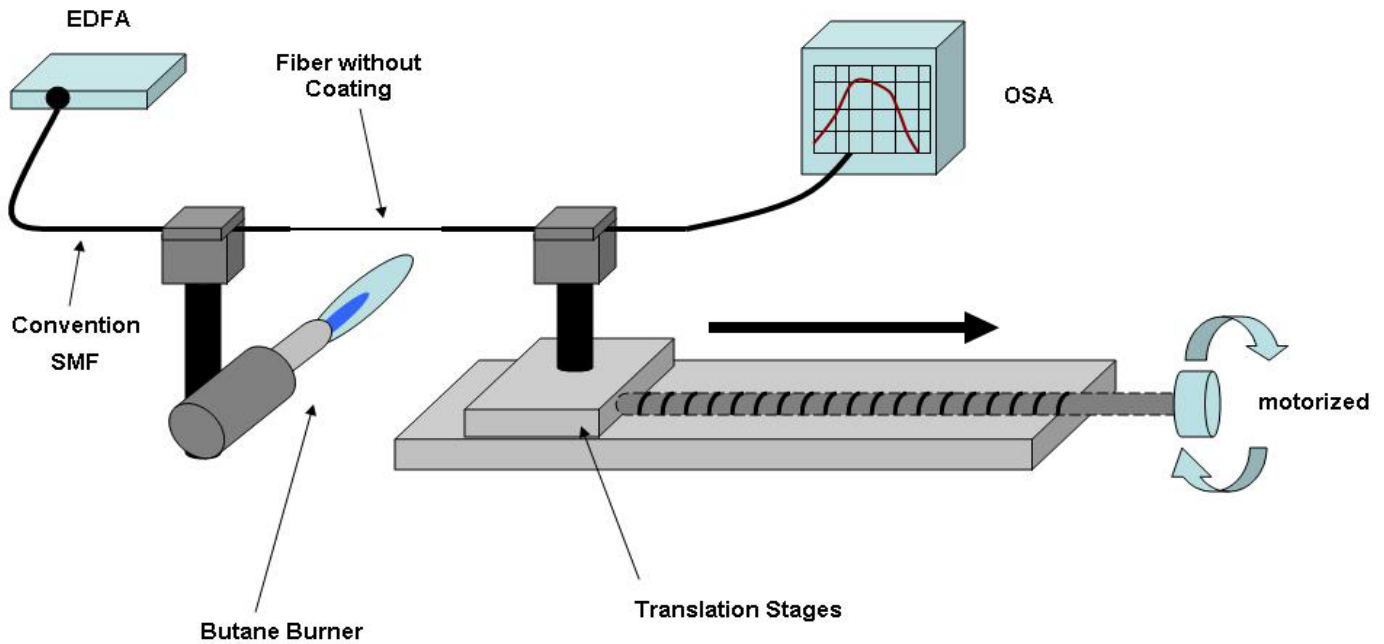 EDFA
Fiber without
Coating
OSA
Convention
SMF
motorized
Translation Stages
Butane Burner